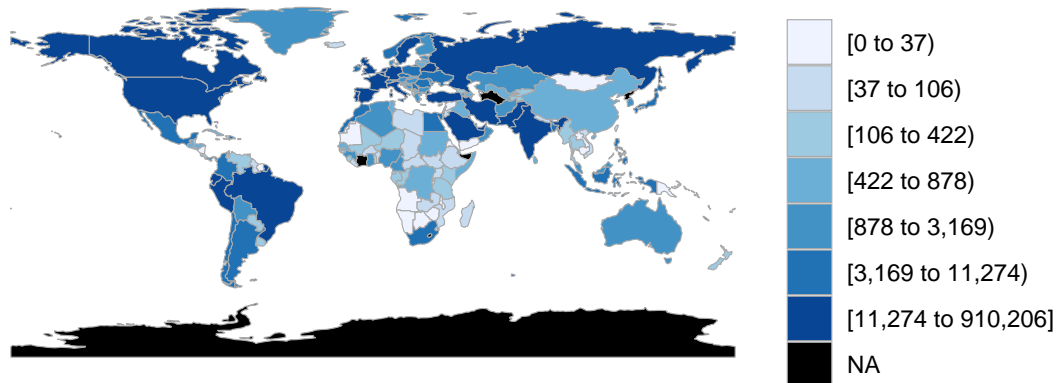 [0 to 37)
[37 to 106)
[106 to 422)
[422 to 878)
[878 to 3,169)
[3,169 to 11,274)
[11,274 to 910,206]
NA